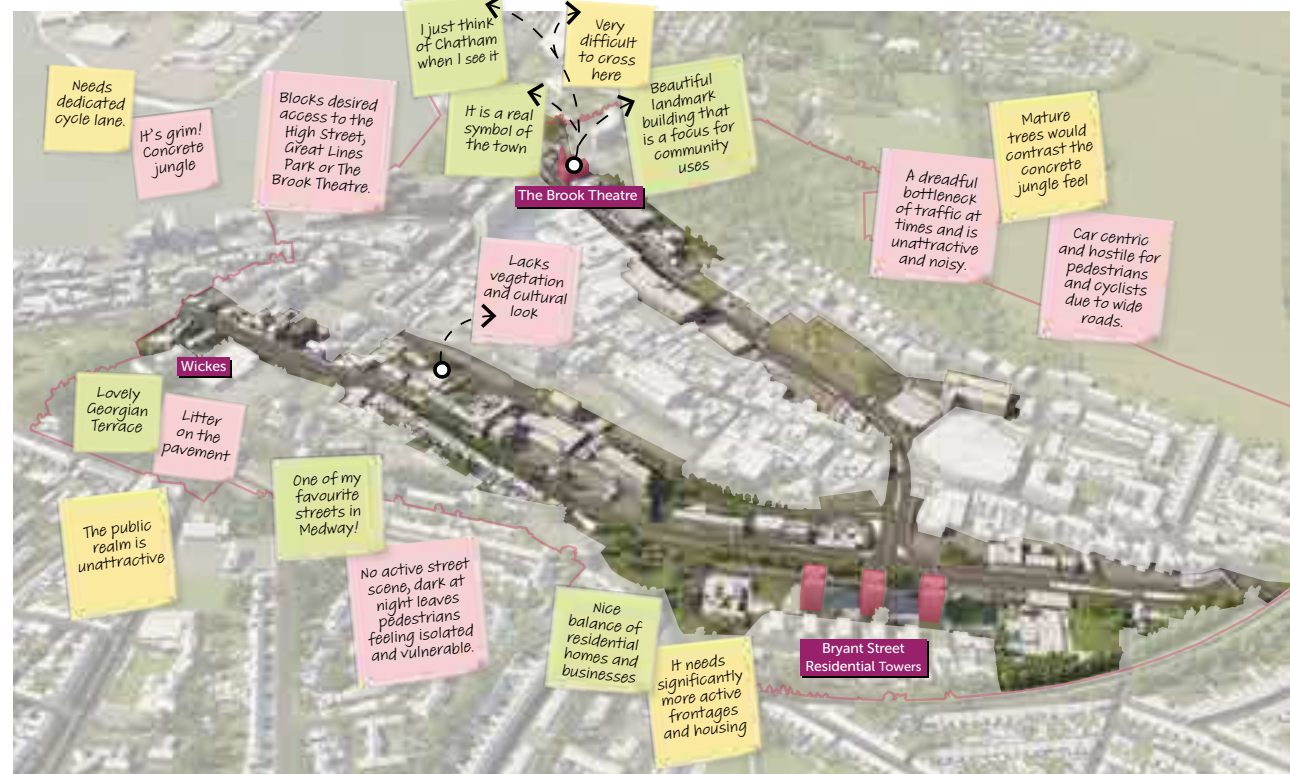 I just think
of Chatham
when I see it
Very
difficult
to cross
here
Needs
dedicated
cycle lane.
It's grim!
Concrete
jungle
Blocks desired
access to the
High Street,
Great Lines
Park or The
Brook Theatre.
It is a real
symbol of
the town
Beautiful
landmark
building that
is a focus for
community
uses
The Brook Theatre
A dreadful
bottleneck
of traffic at
times and is
unattractive
and noisy.
Mature
trees would
contrast the
concrete
jungle feel
Car centric
and hostile for
pedestrians
and cyclists
due to wide
roads.
Lacks
vegetation
and cultural
look
Wickes
Lovely
Georgian
Terrace
Litter
on the
pavement
The public
realm is
unattractive
One of my
favourite
streets in
Medway!
No active street
scene, dark at
night leaves
pedestrians
feeling isolated
and vulnerable.
Nice
balance of
residential
homes and
businesses
It needs
significantly
more active
frontages
and housing
Bryant Street
Residential Towers